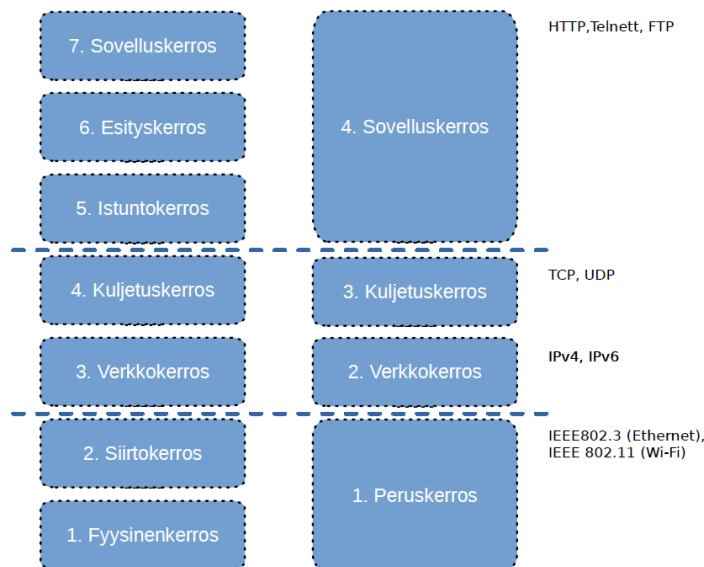 7. Sovelluskerros
6. Esityskerros
5. Istuntokerros
4. Kuljetuskerros
3. Verkkokerros
2. Siirtokerros
1. Fyysinenkerros
4. Sovelluskerros
3. Kuljetuskerros
2. Verkkokerros
1. Peruskerros
HTTP,Telnett, FTP
TCP, UDP
IPv4, IPv6
IEEE802.3 (Ethernet),
IEEE 802.11 (Wi-Fi)